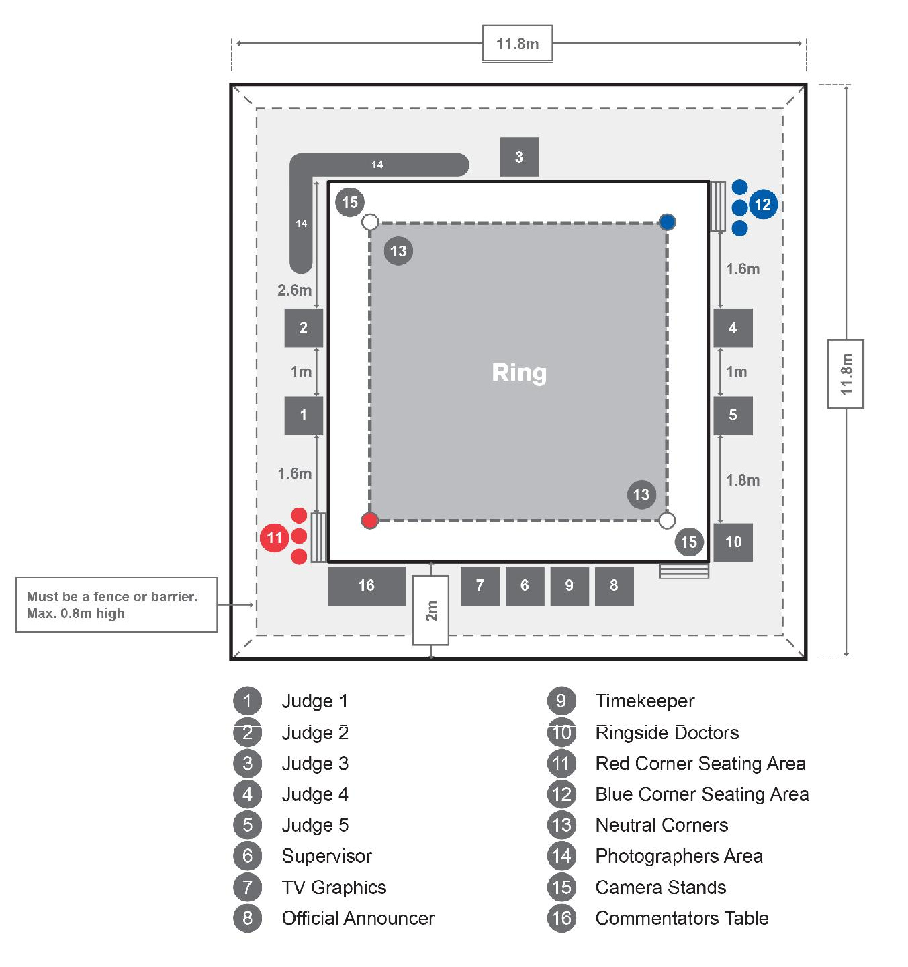 11.8m
3
14
15
12
14
13
1.6m
2.6m
2
4
Ring
1m
1m
11.8m
1
5
1.6m
1.8m
13
11
15
10
16
7
6
9
8
Must be a fence or barrier.
Max. 0.8m high
2m
1 Judge 1
2 Judge 2
3 Judge 3
4 Judge 4
5 Judge 5
6 Supervisor
7 TV Graphics
8 Official Announcer
9 Timekeeper
10 Ringside Doctors
11 Red Corner Seating Area
12 Blue Corner Seating Area
13 Neutral Corners
14 Photographers Area
15 Camera Stands
16 Commentators Table